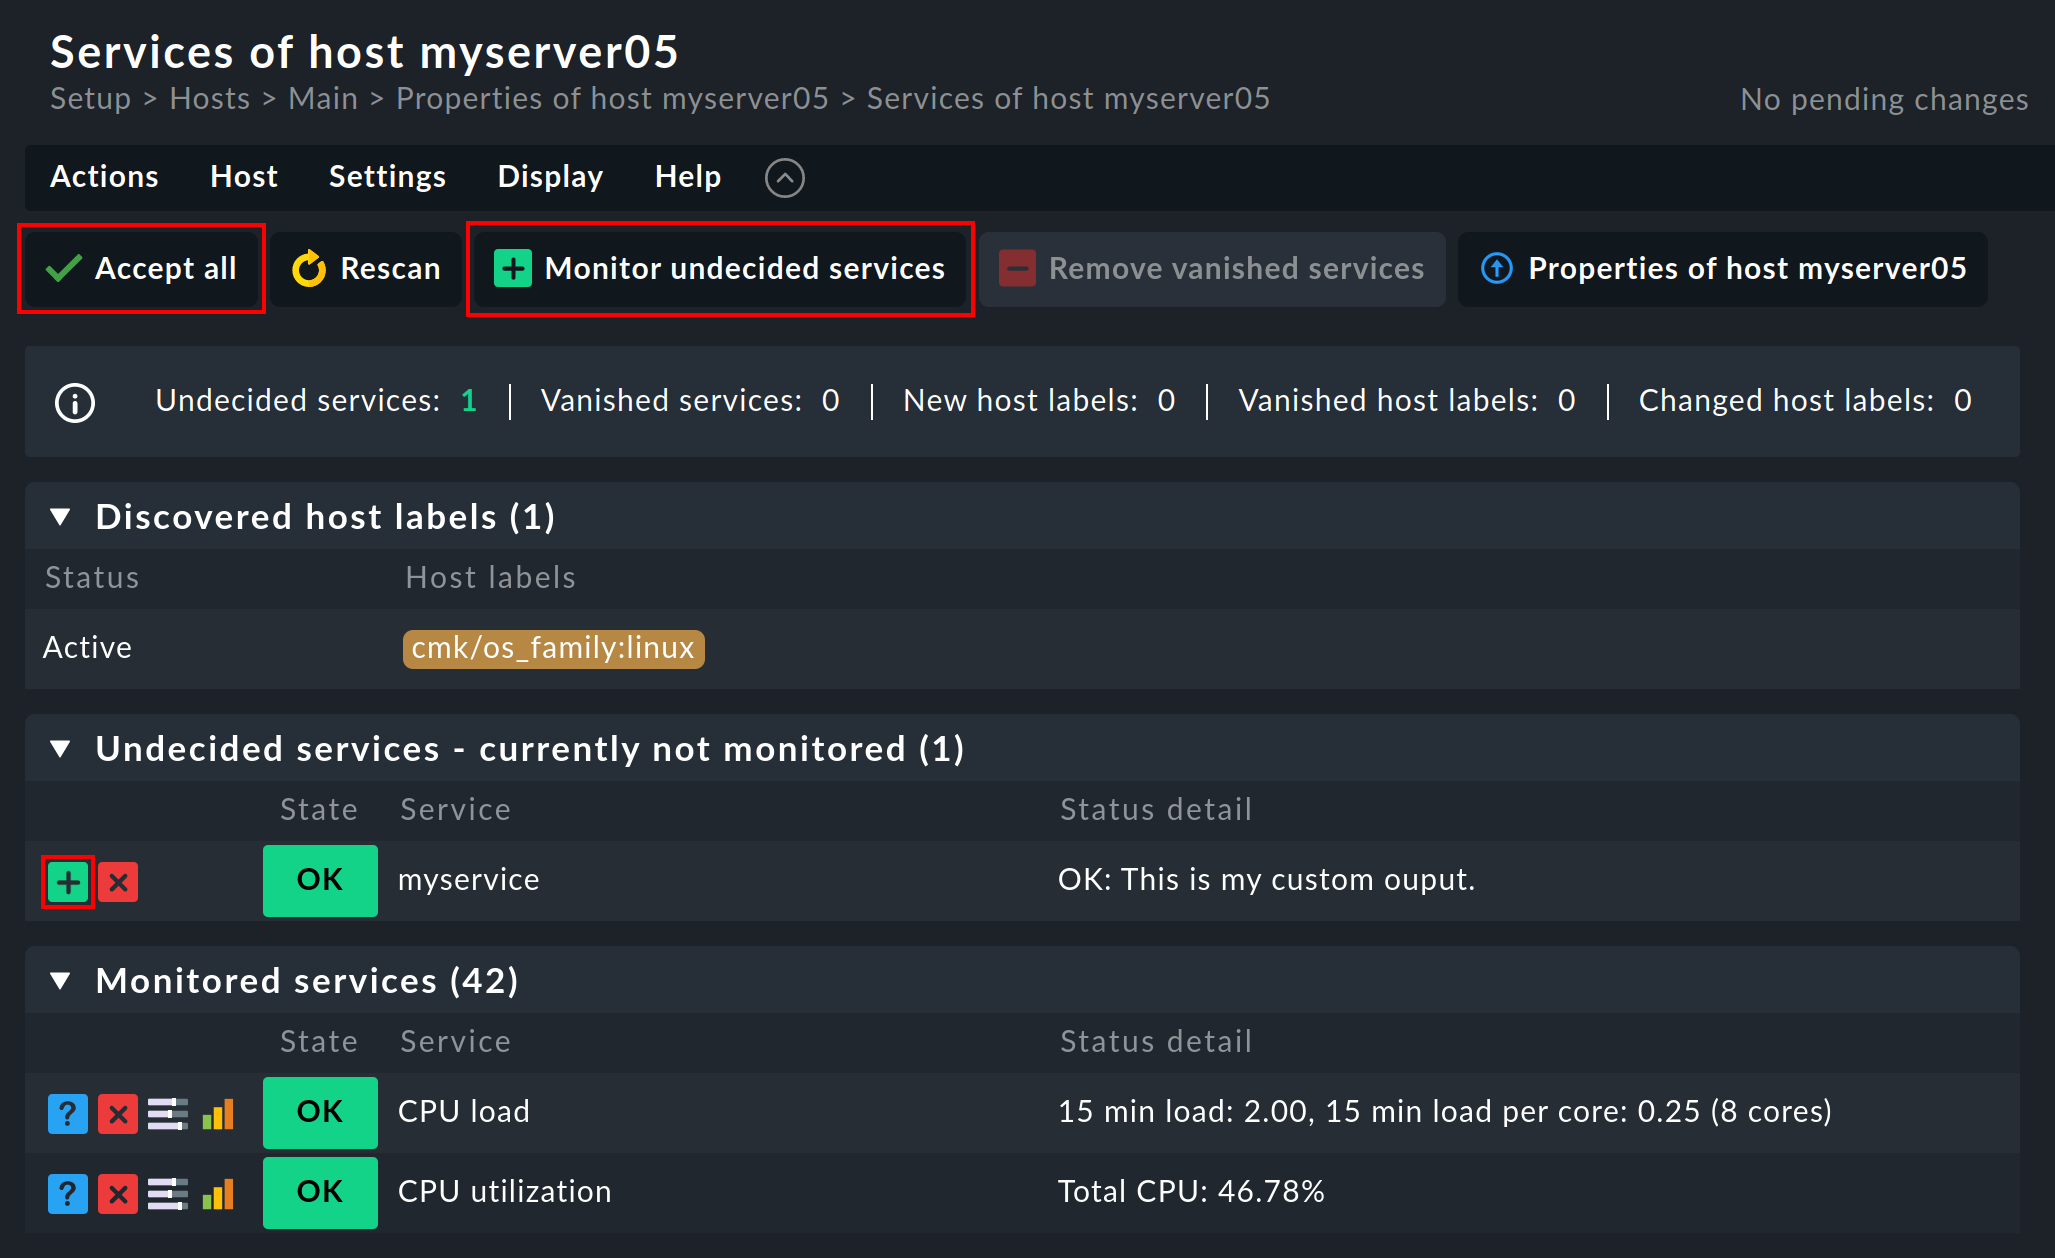 Services of host myserver05
Setup > Hosts > Main > Properties of host myserver05 > Services of host myserver05
No pending changes
Actions Host Settings Display Help
Accept all Rescan Monitor undecided services Remove vanished services Properties of host myserver05
Undecided services: 1 | Vanished services: 0 | New host labels: 0 | Vanished host labels: 0 | Changed host labels: 0
Discovered host labels (1)
Status Host labels
Active cmk/os_family:linux
Undecided services - currently not monitored (1)
State Service Status detail
OK myservice OK: This is my custom ouput.
Monitored services (42)
State Service Status detail
OK CPU load 15 min load: 2.00, 15 min load per core: 0.25 (8 cores)
OK CPU utilization Total CPU: 46.78%